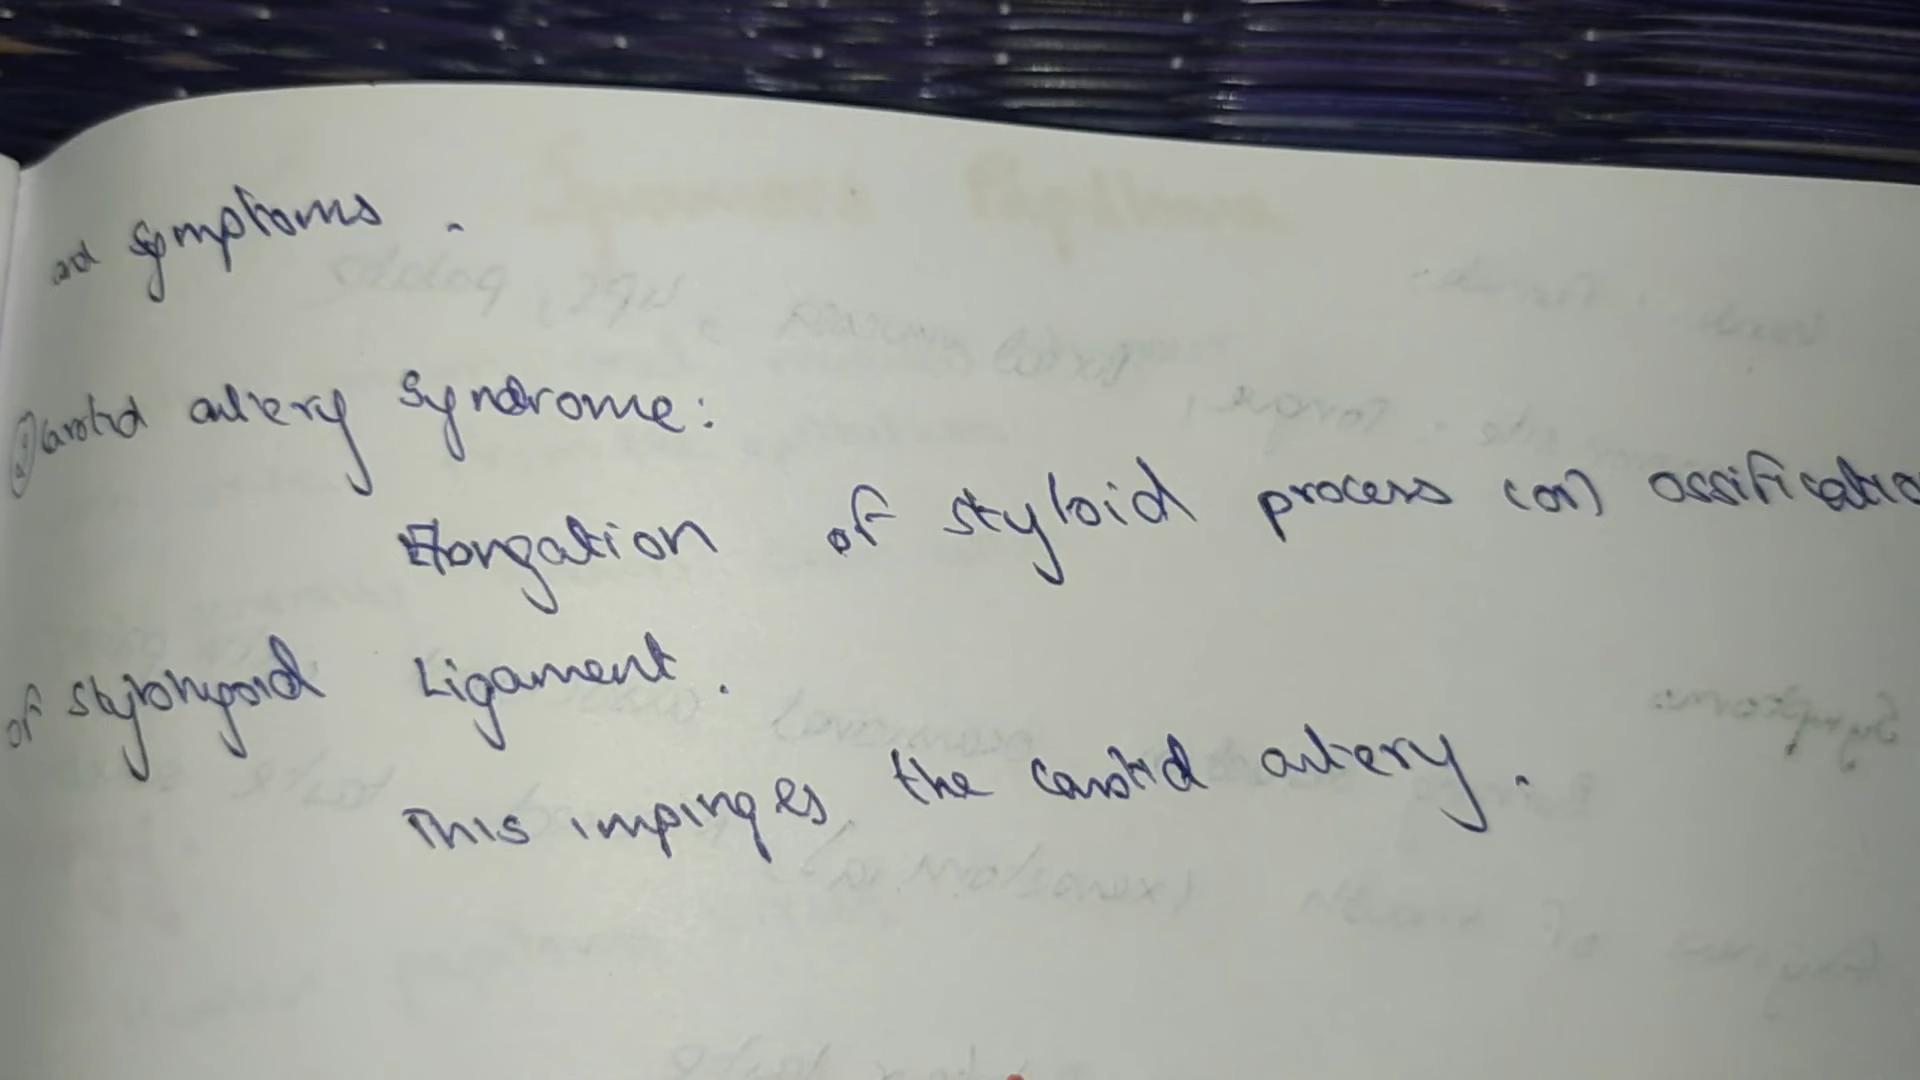 and symptoms.
2) Carotid artery Syndrome:
Elongation of styloid process (or) ossificatio
of Stylohyoid Ligament.
This impinges the carotid artery.